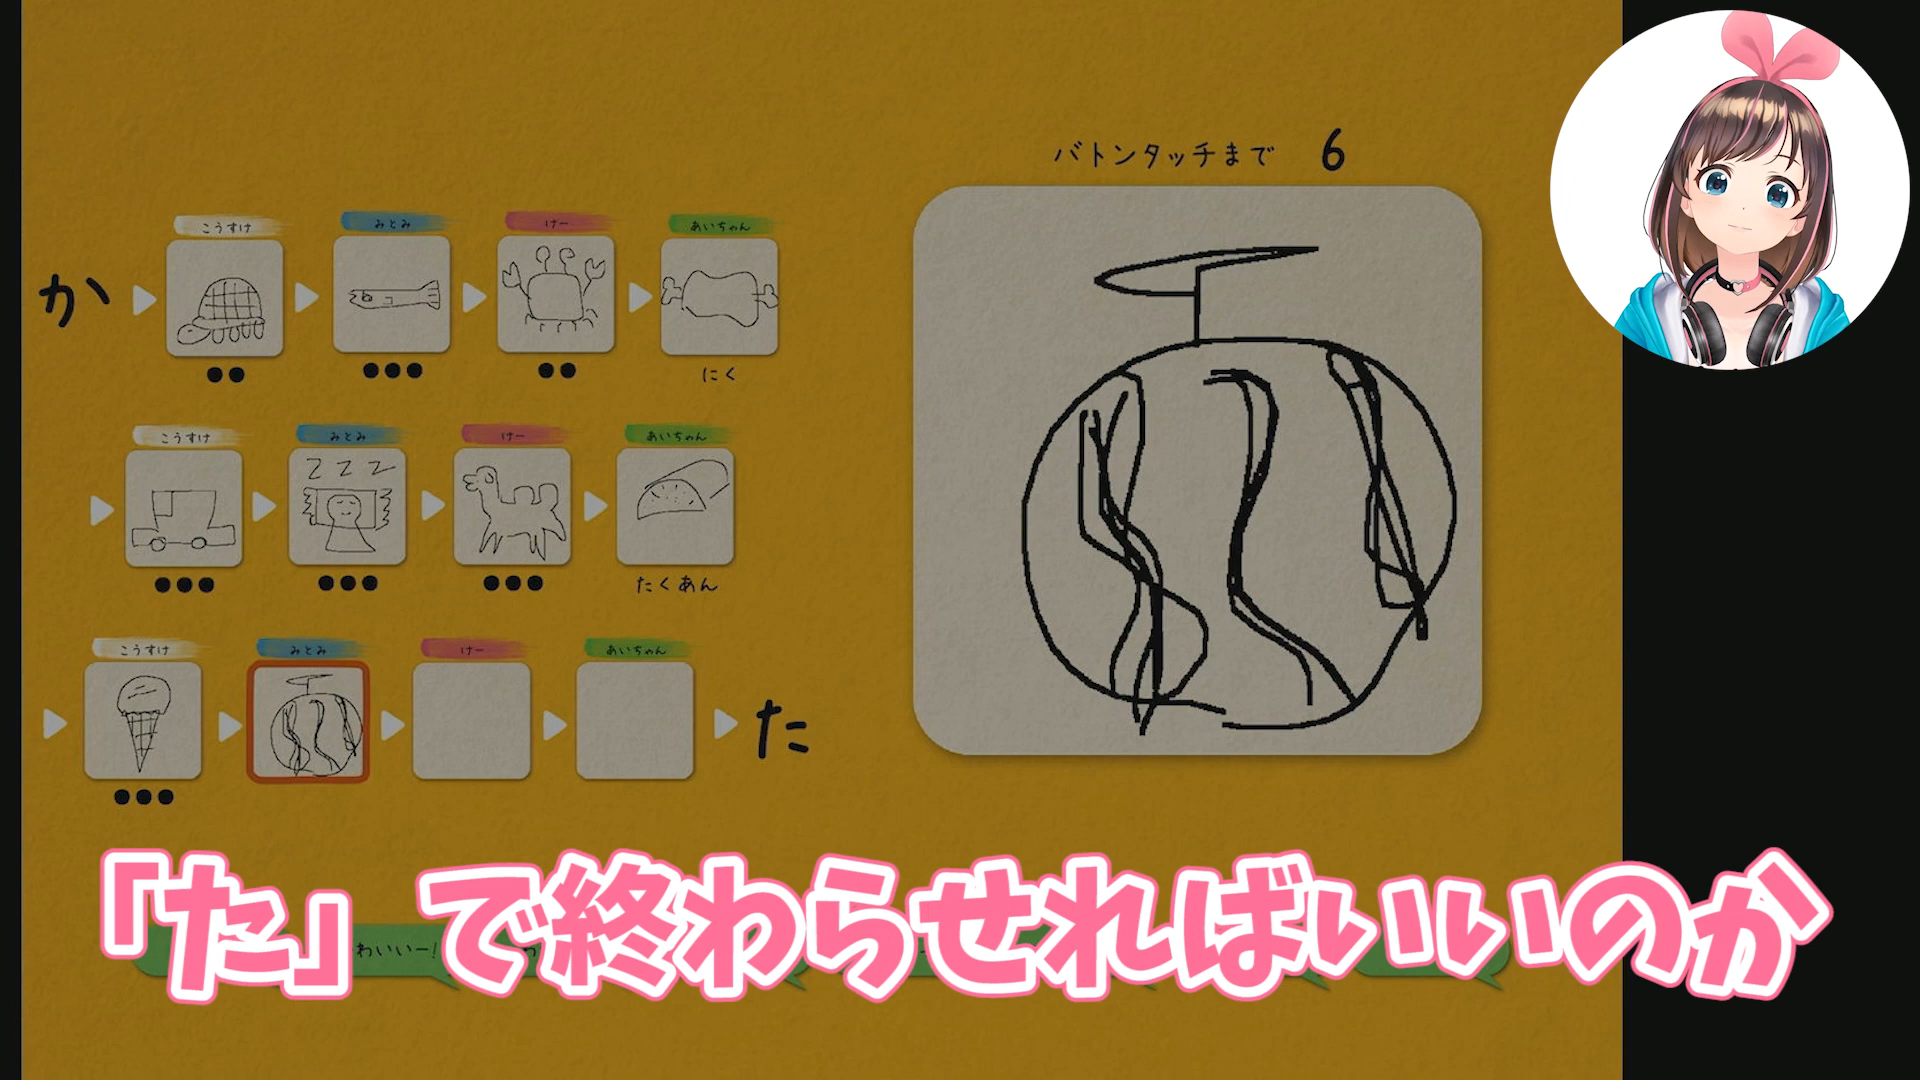 バトンタッチまで 6
こうすけ みとみ けー あいちゃん
か
にく
こうすけ みとみ けー あいちゃん
z z z
たくあん
こうすけ みとみ けー あいちゃん
た
わいいー!
「た」で終わらせればいいのか